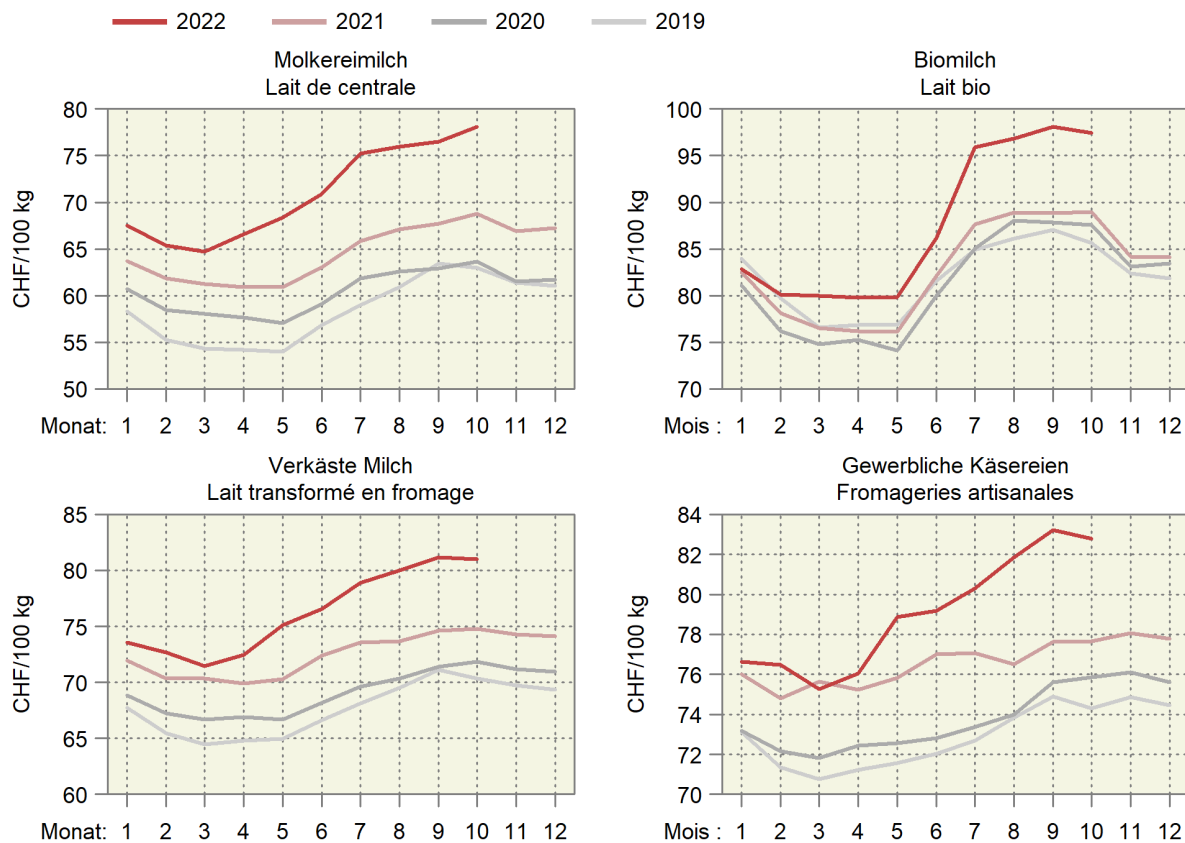 2022 2021 2020 2019
Molkereimilch
Lait de centrale
80
75
70
65
60
55
50
CHF/100 kg
Monat: 1 2 3 4 5 6 7 8 9 10 11 12
Biomilch
Lait bio
100
95
90
85
80
75
70
CHF/100 kg
Mois : 1 2 3 4 5 6 7 8 9 10 11 12
Verkäste Milch
Lait transformé en fromage
85
80
75
70
65
60
CHF/100 kg
Monat: 1 2 3 4 5 6 7 8 9 10 11 12
Gewerbliche Käsereien
Fromageries artisanales
84
82
80
78
76
74
72
70
CHF/100 kg
Mois : 1 2 3 4 5 6 7 8 9 10 11 12